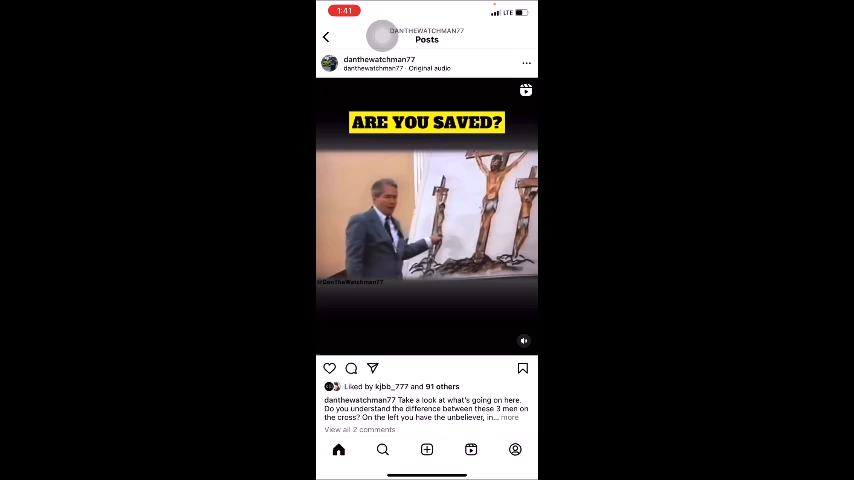 1:41
LTE
DANTHEWATCHMAN77
Posts
danthewatchman77
danthewatchman77 · Original audio
ARE YOU SAVED?
@DanTheWatchman77
Liked by kjbb_777 and 91 others
danthewatchman77 Take a look at what's going on here.
Do you understand the difference between these 3 men on
the cross? On the left you have the unbeliever, in... more
View all 2 comments